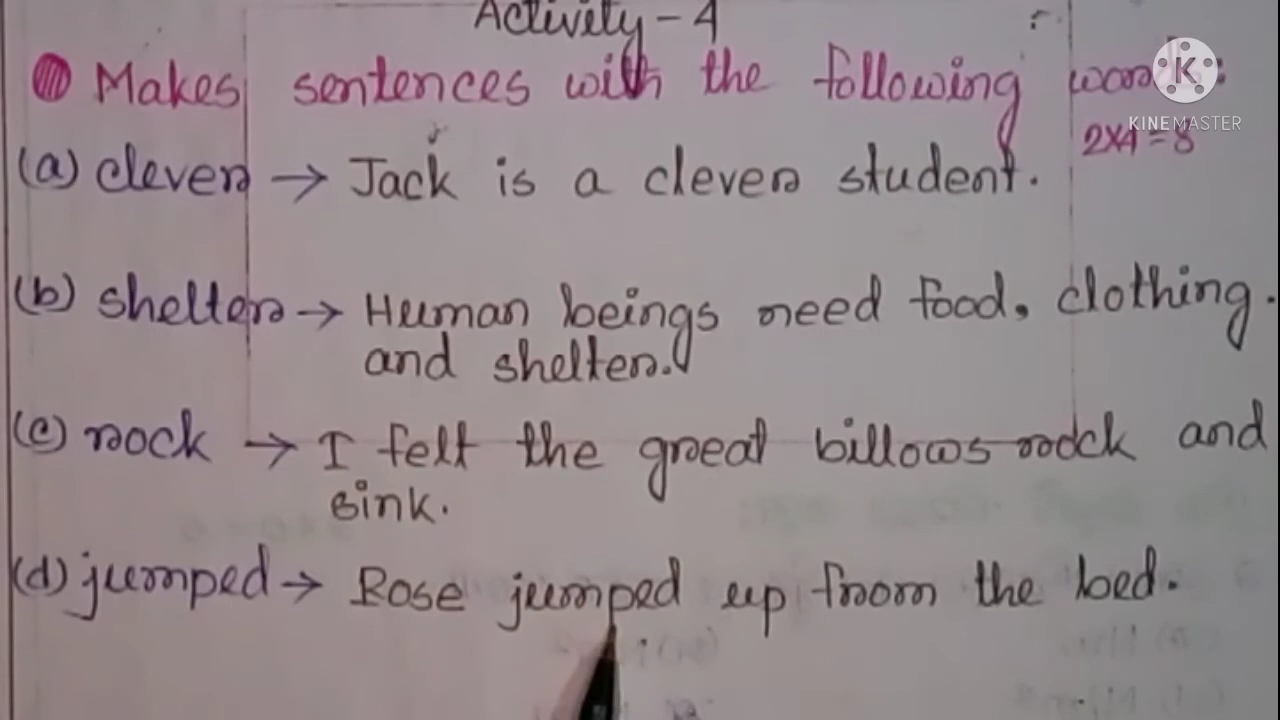 Activity - 4
Makes sentences with the following words:
2x4=8
(a) clever → Jack is a clever student.
(b) shelter → Human beings need food, clothing.
and shelter.
(c) rock → I felt the great billows rock and
sink.
(d) jumped → Rose jumped up from the bed.
KINEMASTER